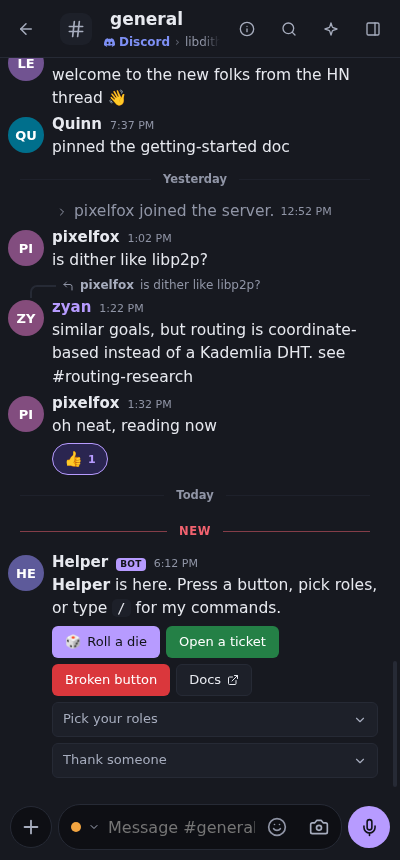 general
Discord › libdit
LE
welcome to the new folks from the HN
thread 👋
QU
Quinn 7:37 PM
pinned the getting-started doc
Yesterday
pixelfox joined the server. 12:52 PM
PI
pixelfox 1:02 PM
is dither like libp2p?
pixelfox is dither like libp2p?
ZY
zyan 1:22 PM
similar goals, but routing is coordinate-
based instead of a Kademlia DHT. see
#routing-research
PI
pixelfox 1:32 PM
oh neat, reading now
👍 1
Today
NEW
HE
Helper BOT 6:12 PM
Helper is here. Press a button, pick roles,
or type / for my commands.
🎲 Roll a die
Open a ticket
Broken button
Docs
Pick your roles
Thank someone
Message #general